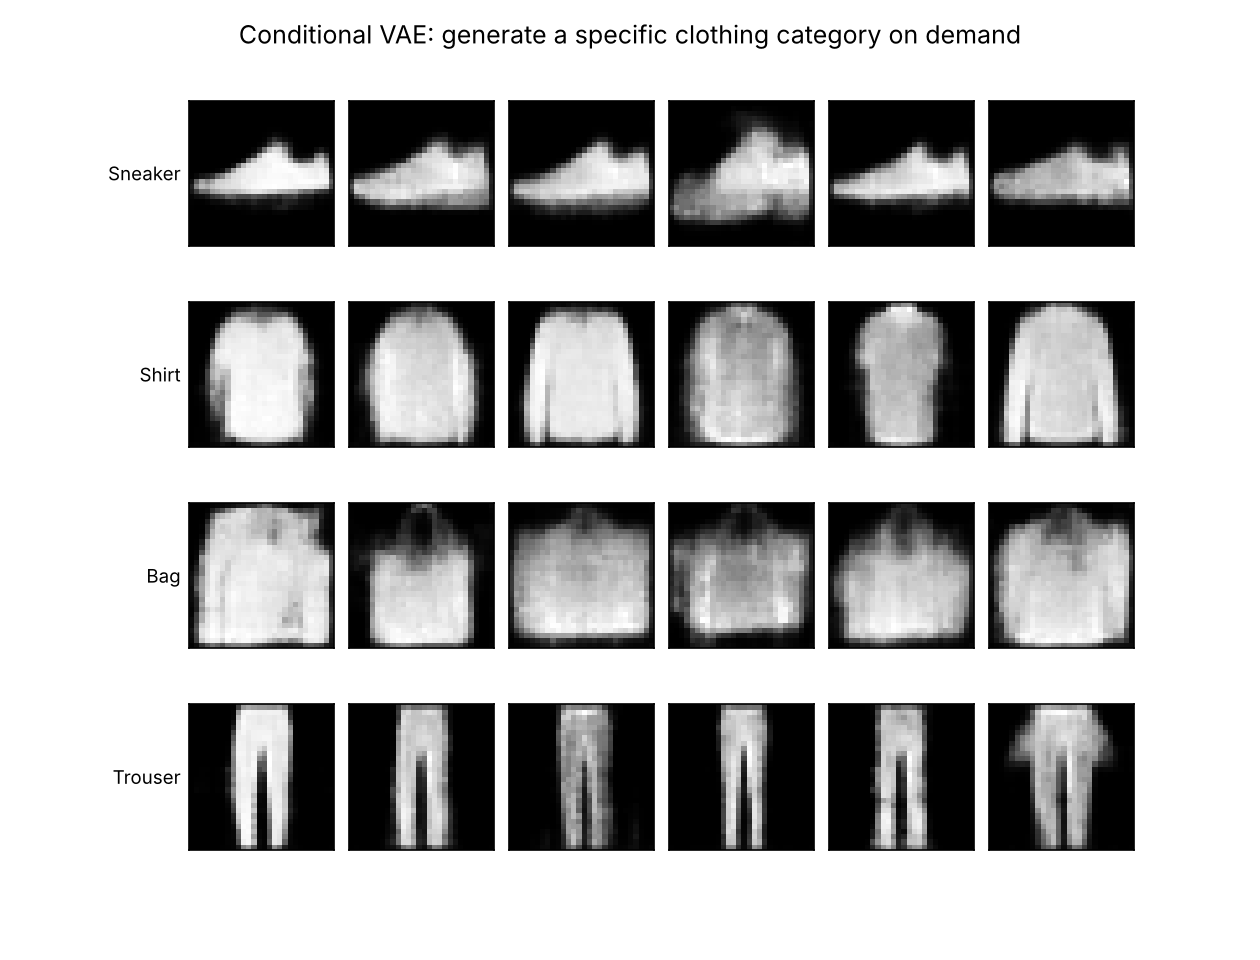 Conditional VAE: generate a specific clothing category on demand
Sneaker
Shirt
Bag
Trouser